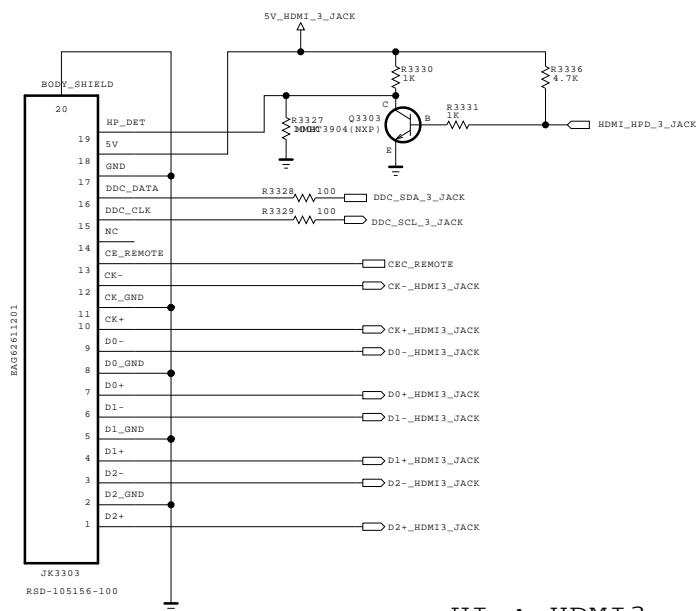 5V_HDMI_3_JACK
BODY_SHIELD
20
R3330
1K
R3336
4.7K
HP_DET
19
R3327
Q3303
MMBT3904(NXP)
C
B
E
R3331
1K
HDMI_HPD_3_JACK
5V
18
GND
17
DDC_DATA
16
R3328
100
DDC_SDA_3_JACK
DDC_CLK
15
R3329
100
DDC_SCL_3_JACK
NC
14
CE_REMOTE
13
CEC_REMOTE
CK-
12
CK-_HDMI3_JACK
CK_GND
11
CK+
10
CK+_HDMI3_JACK
D0-
9
D0-_HDMI3_JACK
D0_GND
8
D0+
7
D0+_HDMI3_JACK
D1-
6
D1-_HDMI3_JACK
D1_GND
5
D1+
4
D1+_HDMI3_JACK
D2-
3
D2-_HDMI3_JACK
D2_GND
2
D2+
1
D2+_HDMI3_JACK
EAG62611201
JK3303
RSD-105156-100